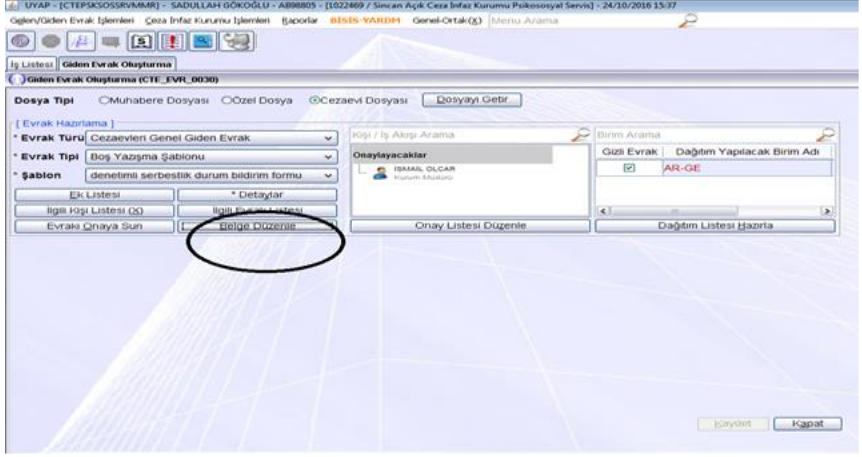 UYAP - [CTEPSKSOSSRVMMR] - SADULLAH GÖKOĞLU - AB98805 - [1022469 / Sincan Açık Ceza İnfaz Kurumu Psikososyal Servis] - 24/10/2016 15:37
Gelen/Giden Evrak İşlemleri Ceza İnfaz Kurumu İşlemleri Raporlar BİSİS-YARDIM Genel-Ortak(X) Menu Arama
İş Listesi Giden Evrak Oluşturma
Giden Evrak Oluşturma (CTE_EVR_0030)
Dosya Tipi Muhabere Dosyası Özel Dosya Cezaevi Dosyası Dosyayı Getir
[ Evrak Hazırlama ]
* Evrak Türü Cezaevleri Genel Giden Evrak Kişi / İş Akışı Arama Birim Arama
* Evrak Tipi Boş Yazışma Şablonu Onaylayacaklar Gizli Evrak Dağıtım Yapılacak Birim Adı
* Şablon denetimli serbestlik durum bildirim formu İSMAİL OLCAR Kurum Müdürü AR-GE
Ek Listesi * Detaylar
İlgili Kişi Listesi (X) İlgili Evrak Listesi
Evrakı Onaya Sun Belge Düzenle Onay Listesi Düzenle Dağıtım Listesi Hazırla
Kaydet Kapat